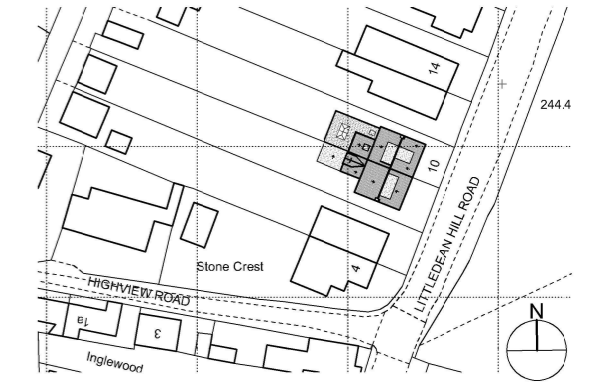 14
244.4
10
LITTLEDEAN HILL ROAD
Stone Crest
4
HIGHVIEW ROAD
1a
3
Inglewood
N